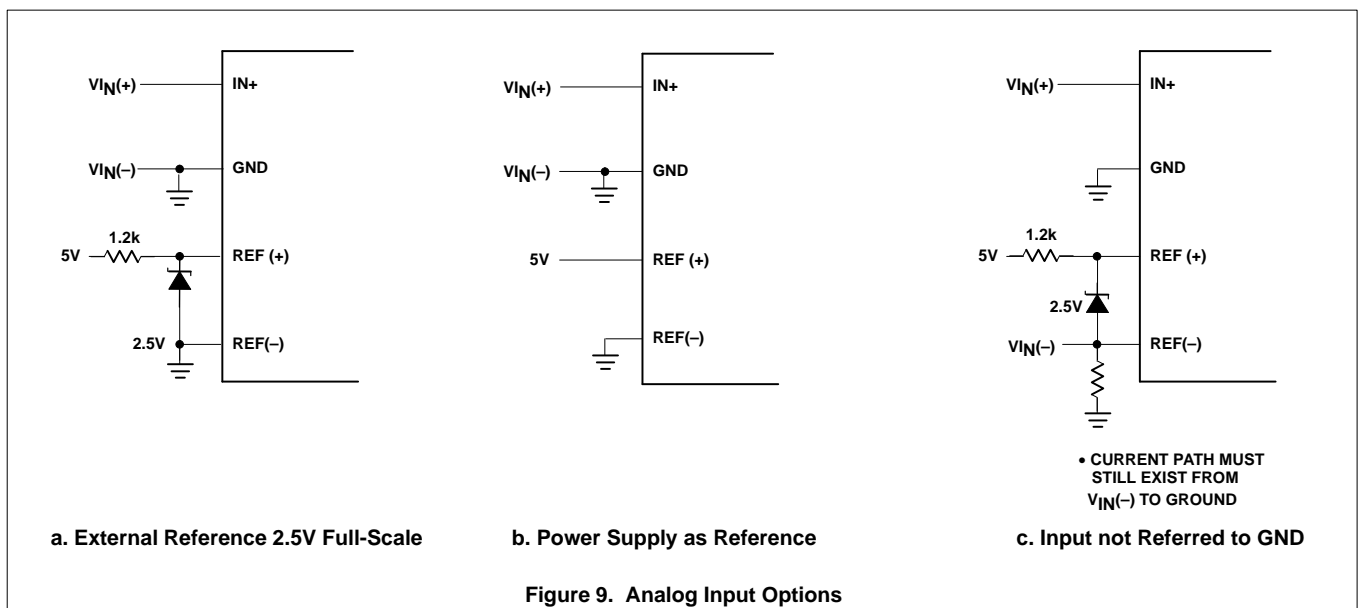 VIN(+)
IN+
VIN(–)
GND
1.2k
5V
REF (+)
2.5V
REF(–)
a. External Reference 2.5V Full-Scale
VIN(+)
IN+
VIN(–)
GND
5V
REF (+)
REF(–)
b. Power Supply as Reference
VIN(+)
IN+
GND
1.2k
5V
REF (+)
2.5V
VIN(–)
REF(–)
• CURRENT PATH MUST
STILL EXIST FROM
VIN(–) TO GROUND
c. Input not Referred to GND
Figure 9. Analog Input Options